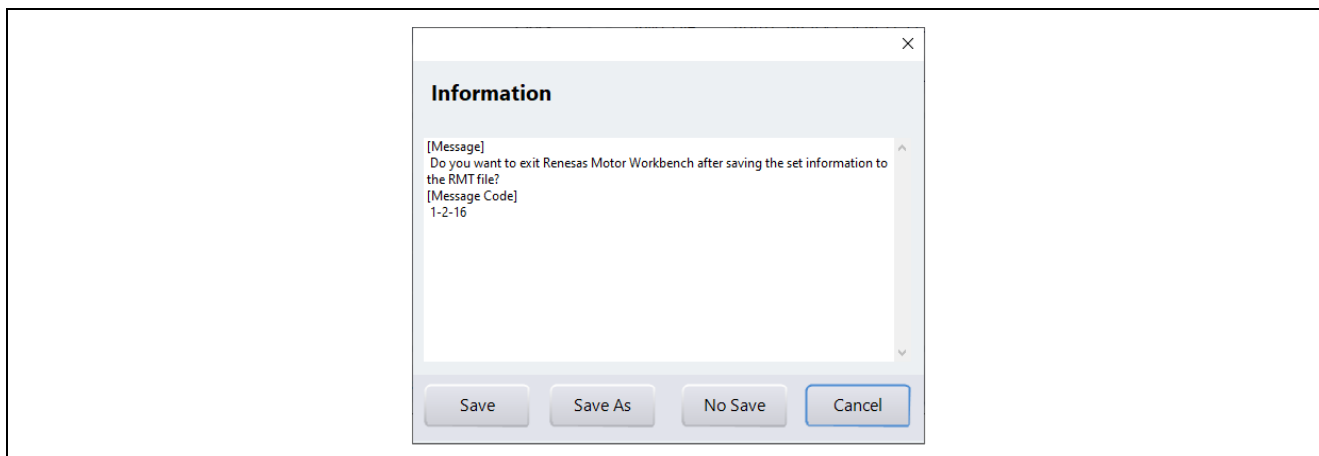 Information
[Message]
Do you want to exit Renesas Motor Workbench after saving the set information to
the RMT file?
[Message Code]
1-2-16
Save
Save As
No Save
Cancel